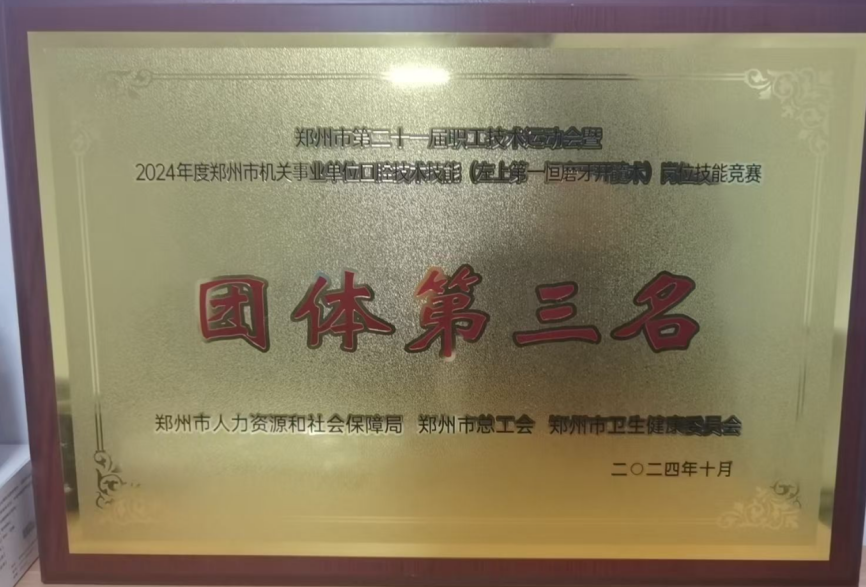 郑州市第二十一届职工技术运动会暨
2024年度郑州市机关事业单位口腔技术技能（左上第一恒磨牙开髓术）岗位技能竞赛
团体第三名
郑州市人力资源和社会保障局 郑州市总工会 郑州市卫生健康委员会
二〇二四年十月